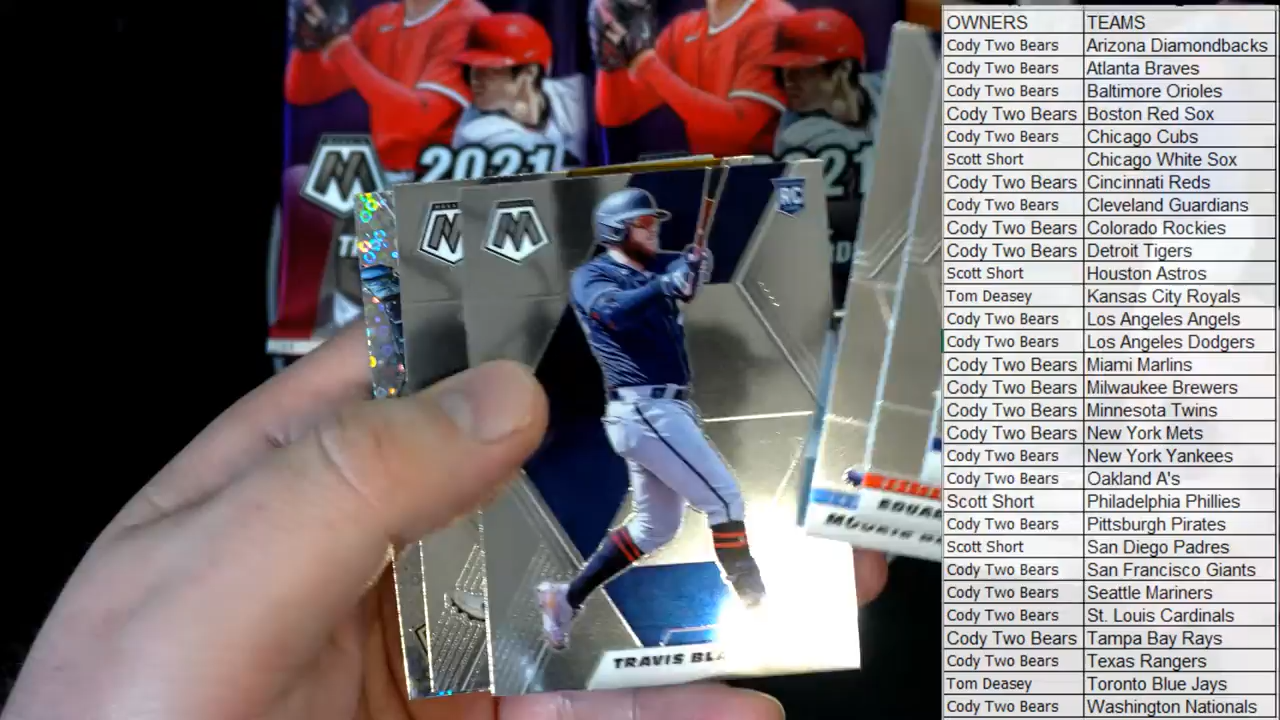 2021
21
M
M
M
RC
TRAVIS BLA
EDUAR
MOOKIE BE
OWNERS TEAMS
Cody Two Bears Arizona Diamondbacks
Cody Two Bears Atlanta Braves
Cody Two Bears Baltimore Orioles
Cody Two Bears Boston Red Sox
Cody Two Bears Chicago Cubs
Scott Short Chicago White Sox
Cody Two Bears Cincinnati Reds
Cody Two Bears Cleveland Guardians
Cody Two Bears Colorado Rockies
Cody Two Bears Detroit Tigers
Scott Short Houston Astros
Tom Deasey Kansas City Royals
Cody Two Bears Los Angeles Angels
Cody Two Bears Los Angeles Dodgers
Cody Two Bears Miami Marlins
Cody Two Bears Milwaukee Brewers
Cody Two Bears Minnesota Twins
Cody Two Bears New York Mets
Cody Two Bears New York Yankees
Cody Two Bears Oakland A's
Scott Short Philadelphia Phillies
Cody Two Bears Pittsburgh Pirates
Scott Short San Diego Padres
Cody Two Bears San Francisco Giants
Cody Two Bears Seattle Mariners
Cody Two Bears St. Louis Cardinals
Cody Two Bears Tampa Bay Rays
Cody Two Bears Texas Rangers
Tom Deasey Toronto Blue Jays
Cody Two Bears Washington Nationals